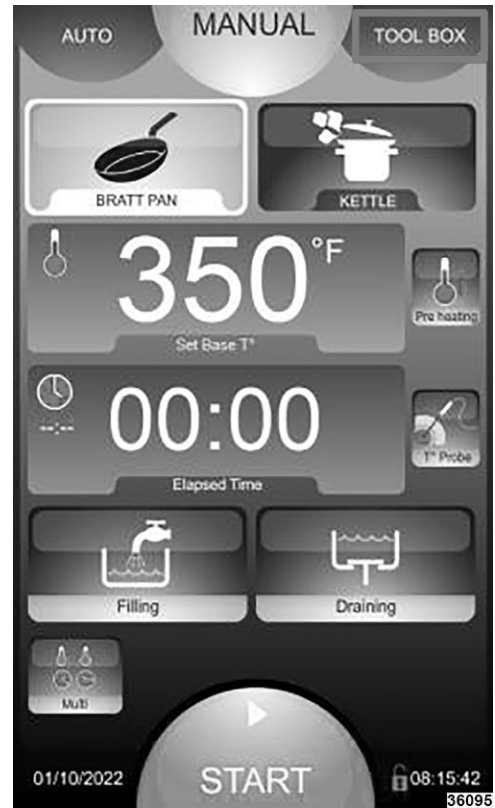 AUTO
MANUAL
TOOL BOX
BRATT PAN
KETTLE
350°F
Set Base T°
Pre heating
00:00
--:--
Elapsed Time
T° Probe
Filling
Draining
Multi
START
01/10/2022
08:15:42
36095